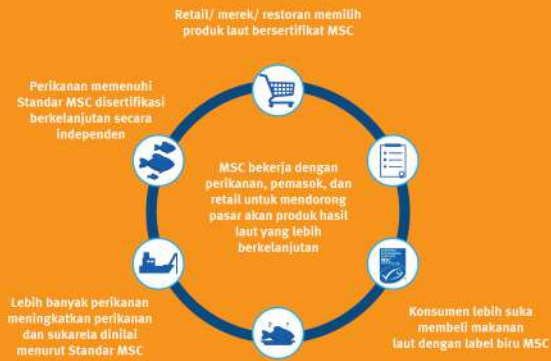 Retail/ merek/ restoran memilih
produk laut bersertifikat MSC
Perikanan memenuhi
Standar MSC disertifikasi
berkelanjutan secara
independen
MSC bekerja dengan
perikanan, pemasok, dan
retail untuk mendorong
pasar akan produk hasil
laut yang lebih
berkelanjutan
MSC
Lebih banyak perikanan
meningkatkan perikanan
dan sukarela dinilai
menurut Standar MSC
Konsumen lebih suka
membeli makanan
laut dengan label biru MSC